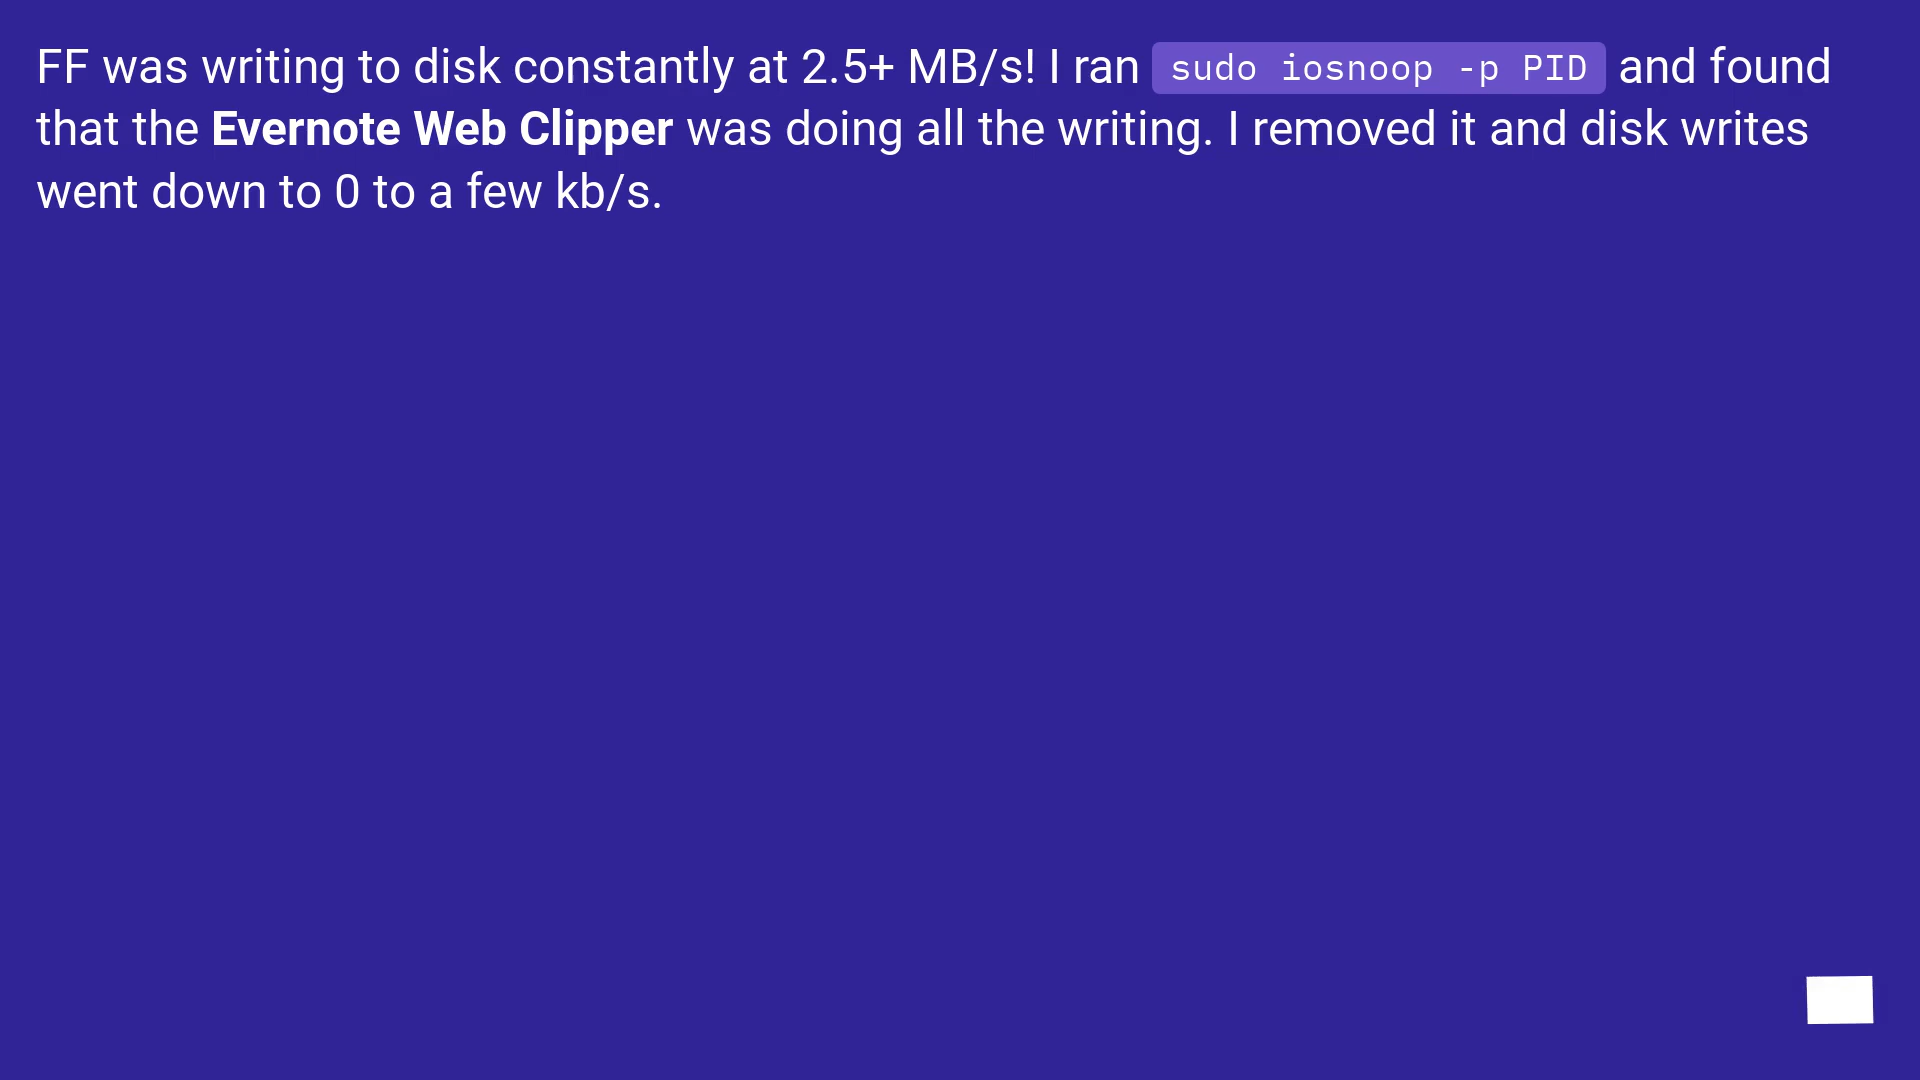 FF was writing to disk constantly at 2.5+ MB/s! I ran sudo iosnoop -p PID and found
that the Evernote Web Clipper was doing all the writing. I removed it and disk writes
went down to 0 to a few kb/s.